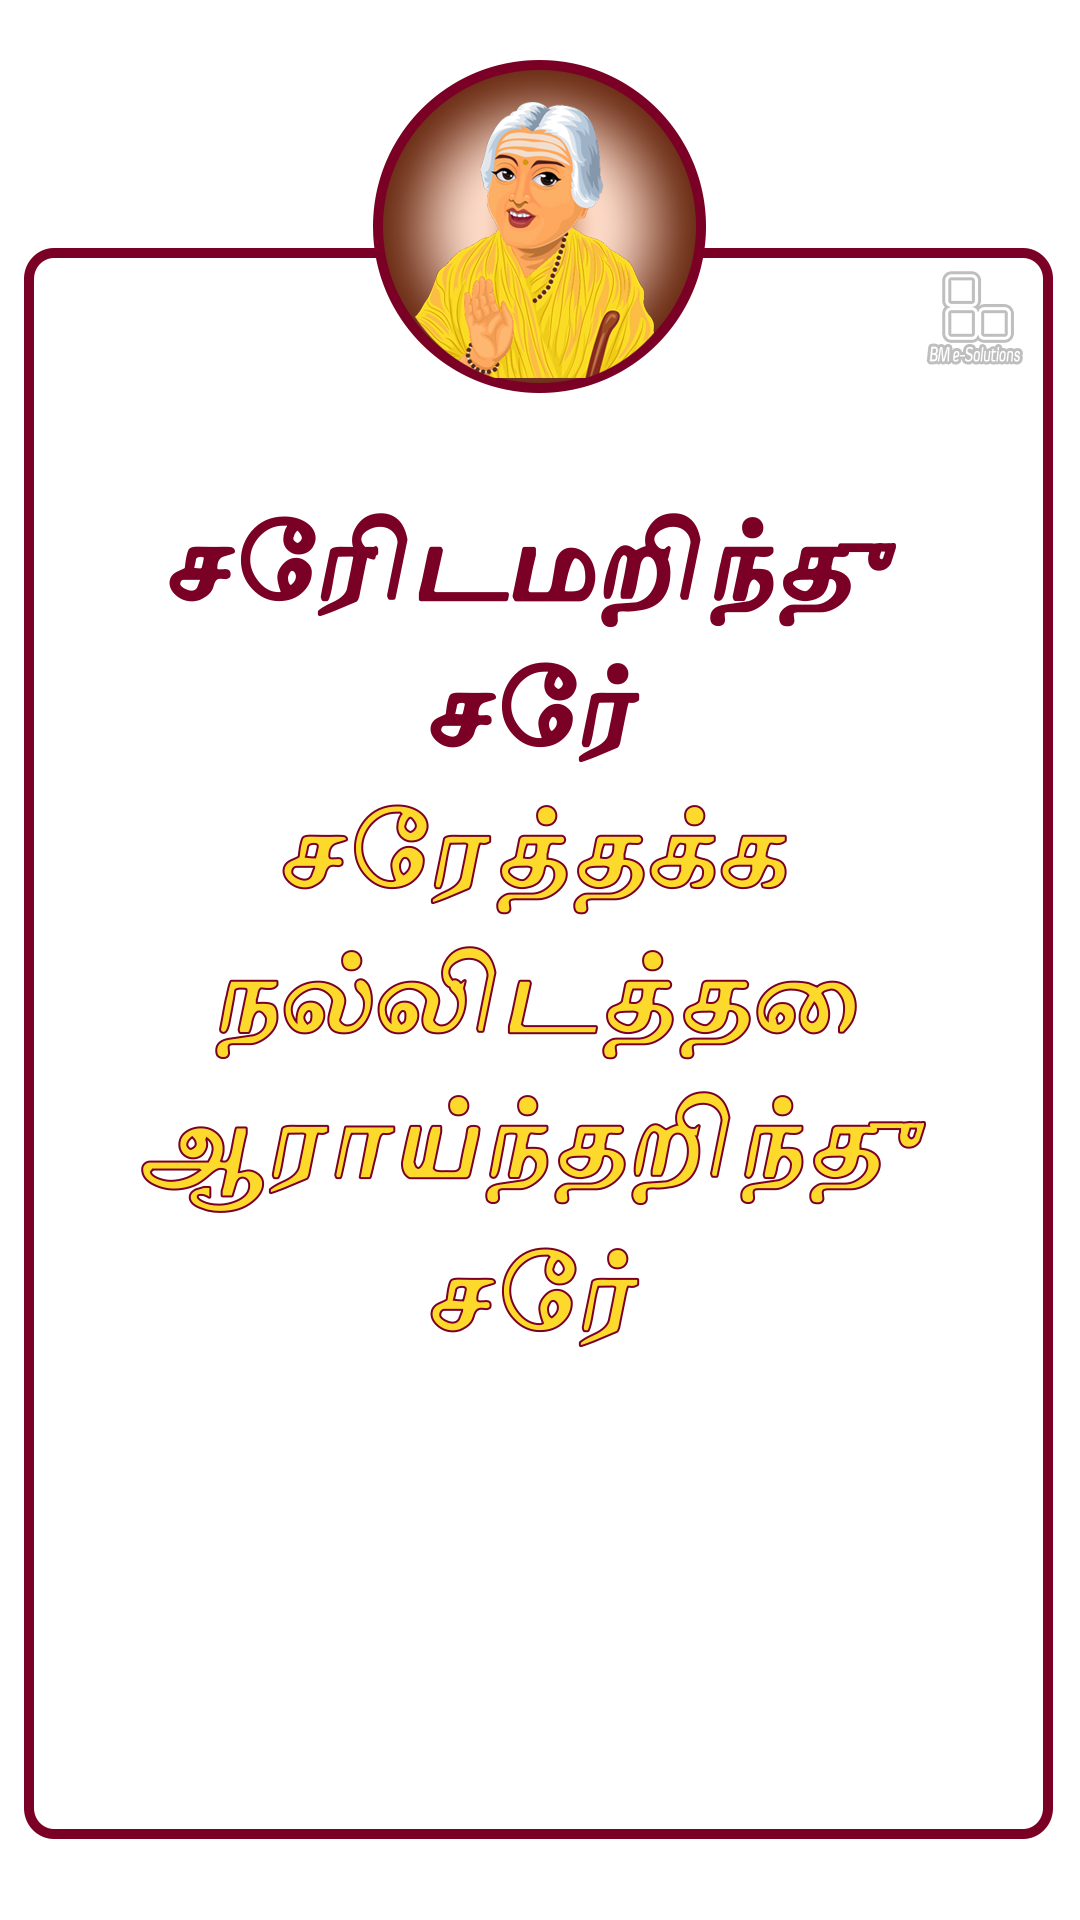 சேரிடமறிந்து
சேர்
சேரத்தக்க
நல்லிடத்தை
ஆராய்ந்தறிந்து
சேர்
BM e-Solutions